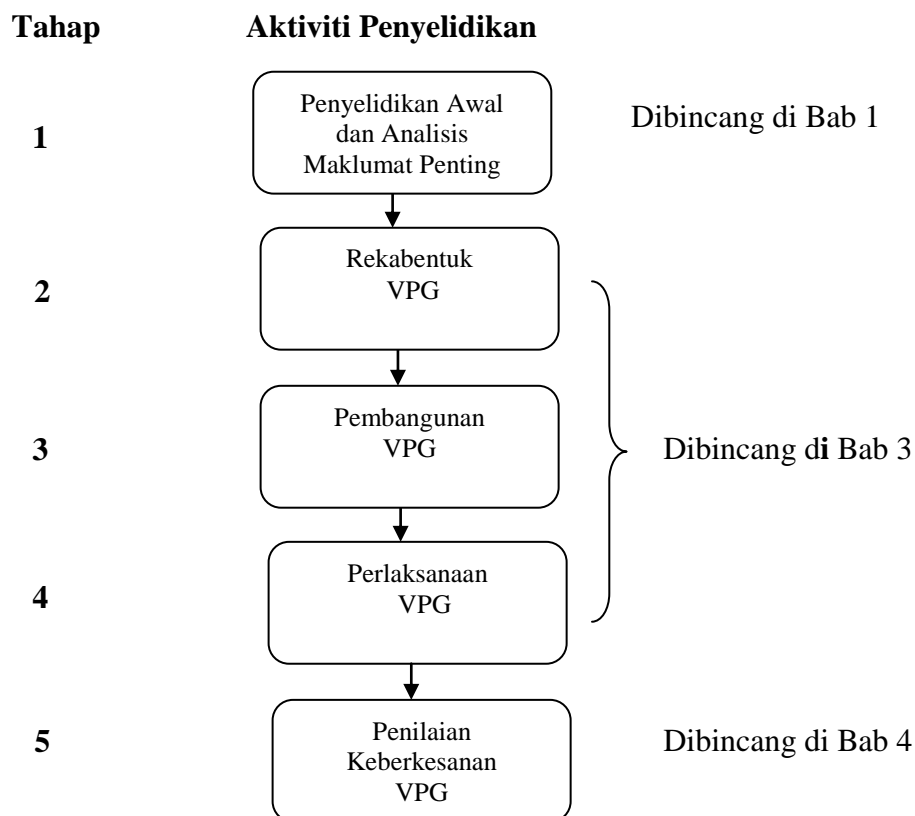 Tahap
Aktiviti Penyelidikan
1
Penyelidikan Awal
dan Analisis
Maklumat Penting
Dibincang di Bab 1
2
Rekabentuk
VPG
3
Pembangunan
VPG
Dibincang di Bab 3
4
Perlaksanaan
VPG
5
Penilaian
Keberkesanan
VPG
Dibincang di Bab 4